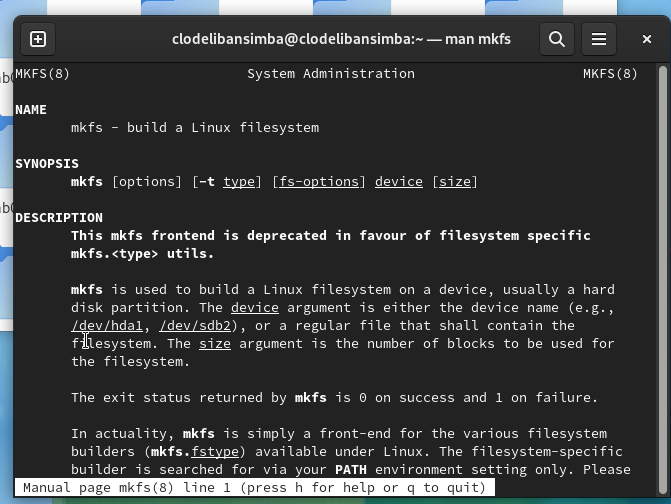 clodelibansimba@clodelibansimba:~ — man mkfs
MKFS(8) System Administration MKFS(8)
NAME
mkfs - build a Linux filesystem
SYNOPSIS
mkfs [options] [-t type] [fs-options] device [size]
DESCRIPTION
This mkfs frontend is deprecated in favour of filesystem specific
mkfs.<type> utils.
mkfs is used to build a Linux filesystem on a device, usually a hard
disk partition. The device argument is either the device name (e.g.,
/dev/hda1, /dev/sdb2), or a regular file that shall contain the
filesystem. The size argument is the number of blocks to be used for
the filesystem.
The exit status returned by mkfs is 0 on success and 1 on failure.
In actuality, mkfs is simply a front-end for the various filesystem
builders (mkfs.fstype) available under Linux. The filesystem-specific
builder is searched for via your PATH environment setting only. Please
Manual page mkfs(8) line 1 (press h for help or q to quit)